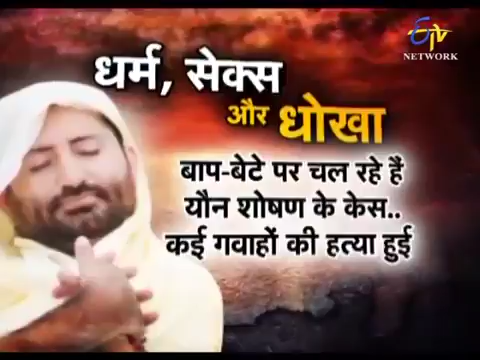 ETV
NETWORK
धर्म, सेक्स
और धोखा
बाप-बेटे पर चल रहे हैं
यौन शोषण के केस..
कई गवाहों की हत्या हुई